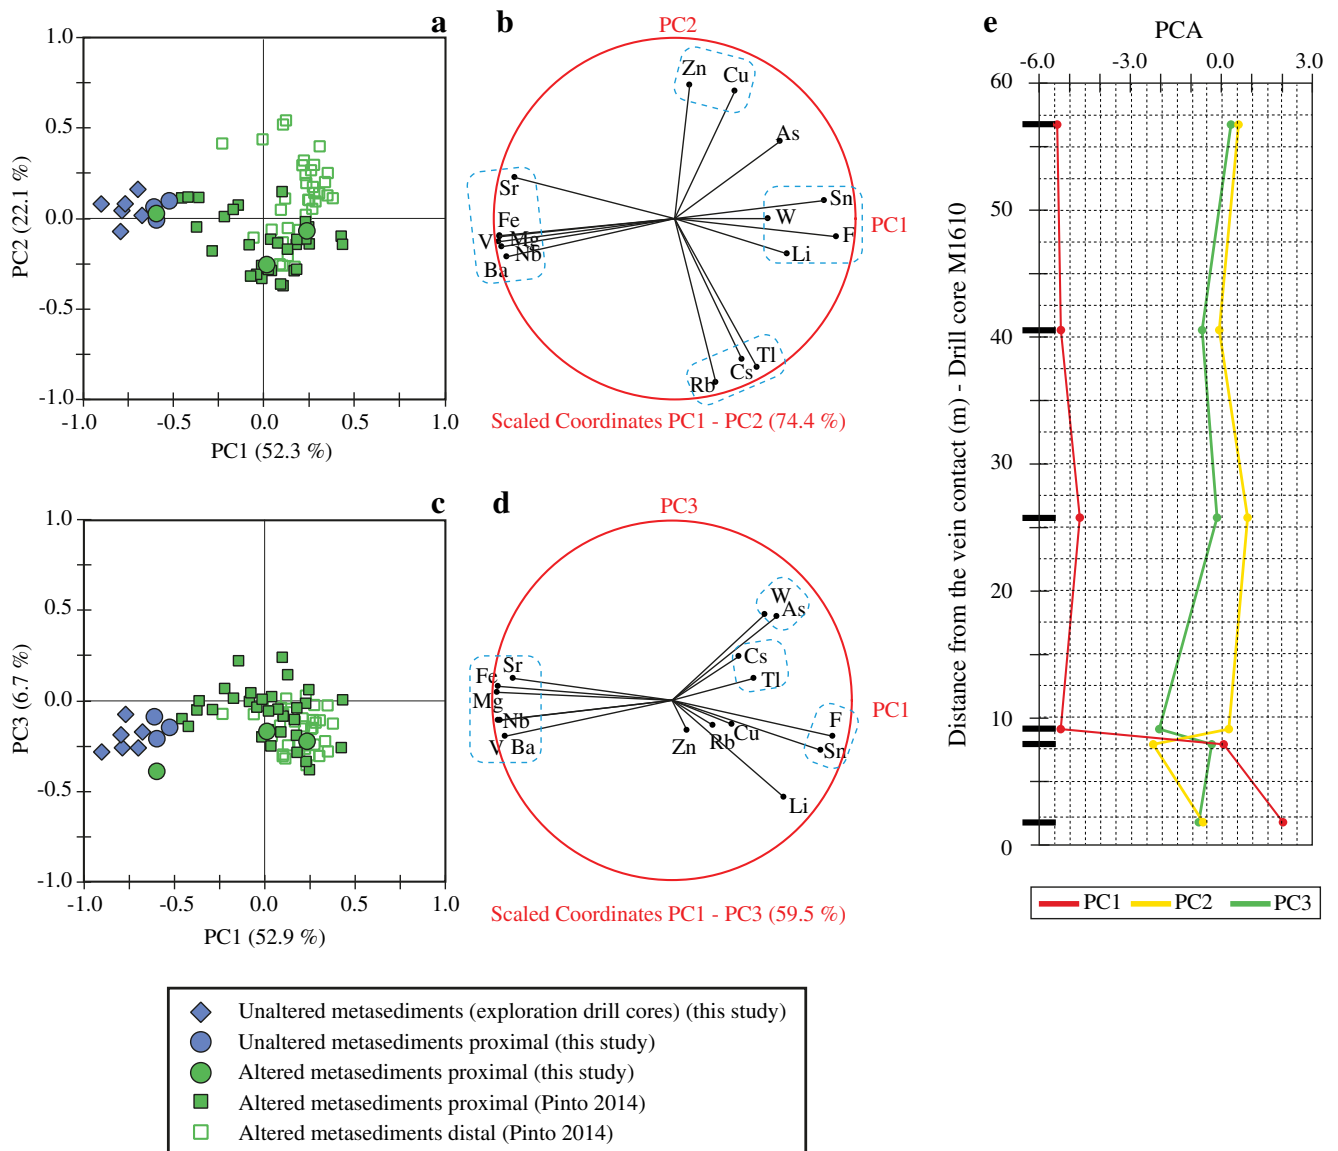 a
PC2 (22.1 %)
1.0
0.5
0.0
-0.5
-1.0
-1.0
-0.5
0.0
0.5
1.0
PC1 (52.3 %)
b
PC2
Zn
Cu
As
Sr
Sn
W
PC1
F
Li
Fe
V
Mg
Nb
Ba
Tl
Cs
Rb
Scaled Coordinates PC1 - PC2 (74.4 %)
c
PC3 (6.7 %)
1.0
0.5
0.0
-0.5
-1.0
-1.0
-0.5
0.0
0.5
1.0
PC1 (52.9 %)
d
PC3
W
As
Cs
Tl
Sr
Fe
Mg
PC1
Nb
V
Ba
F
Sn
Cu
Rb
Zn
Li
Scaled Coordinates PC1 - PC3 (59.5 %)
e
PCA
-6.0
-3.0
0.0
3.0
Distance from the vein contact (m) - Drill core M1610
60
50
40
30
20
10
0
PC1
PC2
PC3
Unaltered metasediments (exploration drill cores) (this study)
Unaltered metasediments proximal (this study)
Altered metasediments proximal (this study)
Altered metasediments proximal (Pinto 2014)
Altered metasediments distal (Pinto 2014)